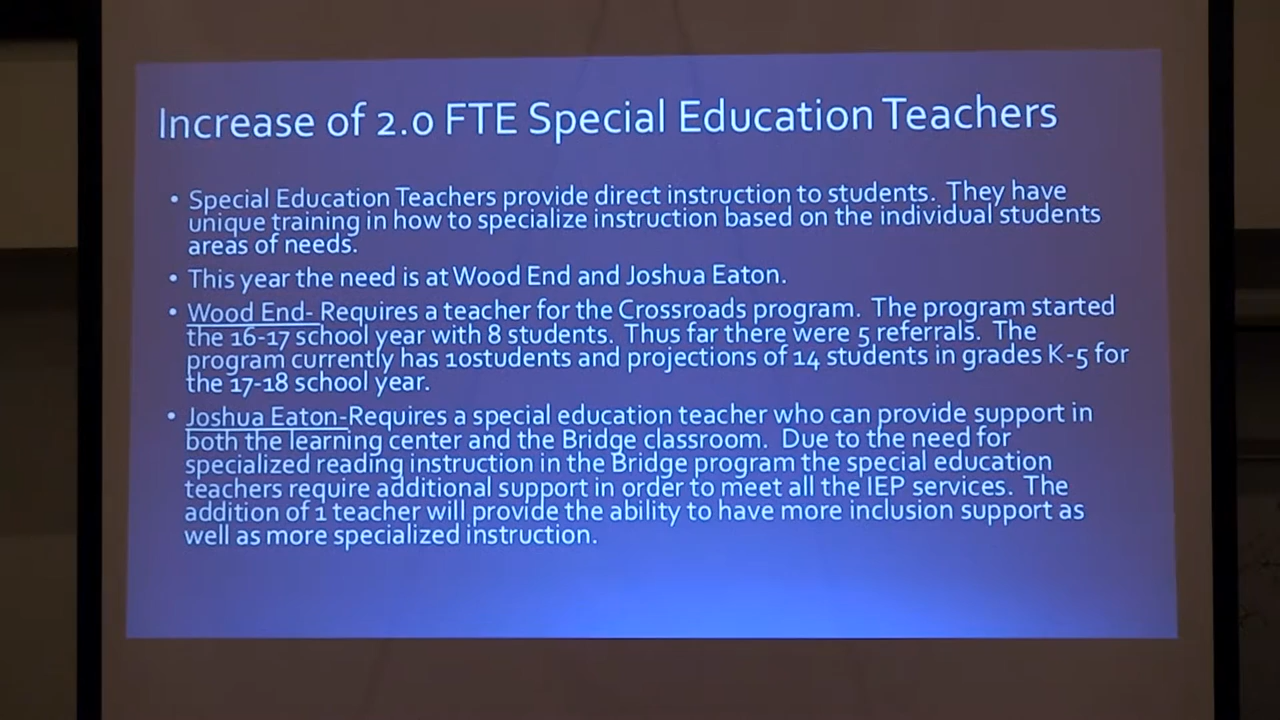 Increase of 2.0 FTE Special Education Teachers
• Special Education Teachers provide direct instruction to students. They have
unique training in how to specialize instruction based on the individual students
areas of needs.
• This year the need is at Wood End and Joshua Eaton.
• Wood End- Requires a teacher for the Crossroads program. The program started
the 16-17 school year with 8 students. Thus far there were 5 referrals. The
program currently has 10students and projections of 14 students in grades K-5 for
the 17-18 school year.
• Joshua Eaton-Requires a special education teacher who can provide support in
both the learning center and the Bridge classroom. Due to the need for
specialized reading instruction in the Bridge program the special education
teachers require additional support in order to meet all the IEP services. The
addition of 1 teacher will provide the ability to have more inclusion support as
well as more specialized instruction.